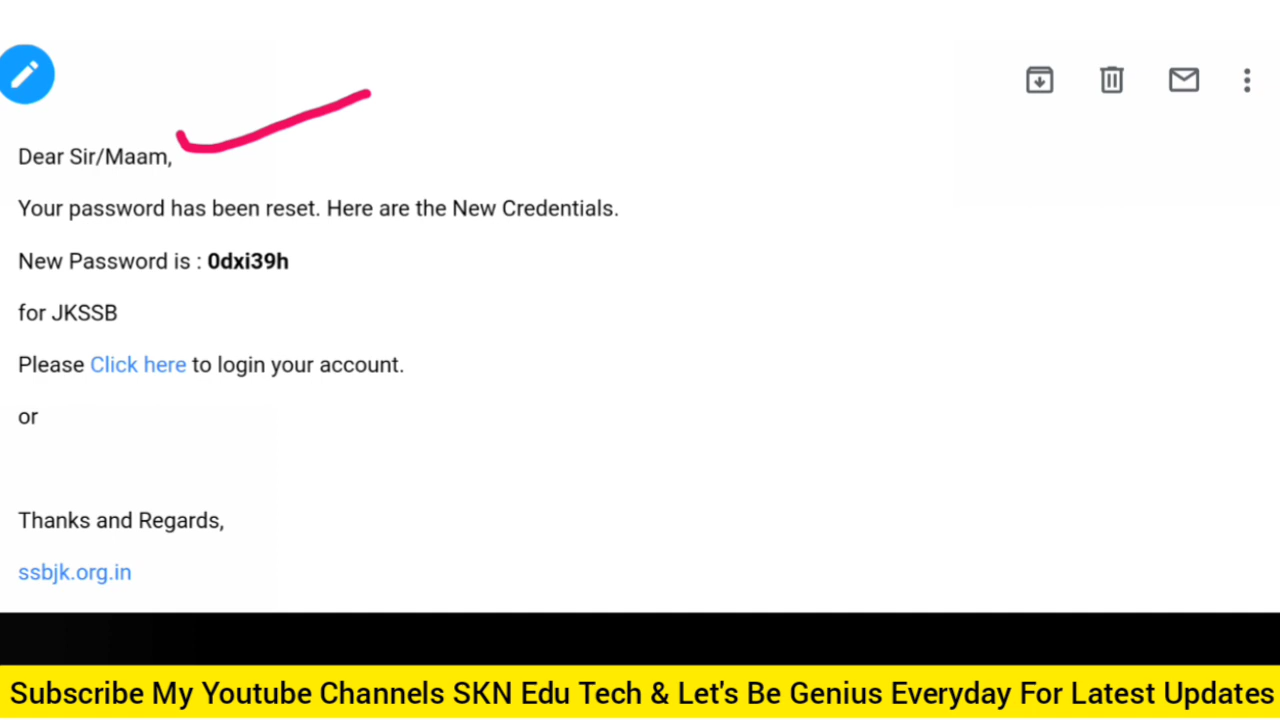 Dear Sir/Maam,
Your password has been reset. Here are the New Credentials.
New Password is : 0dxi39h
for JKSSB
Please Click here to login your account.
or
Thanks and Regards,
ssbjk.org.in
Subscribe My Youtube Channels SKN Edu Tech & Let's Be Genius Everyday For Latest Updates